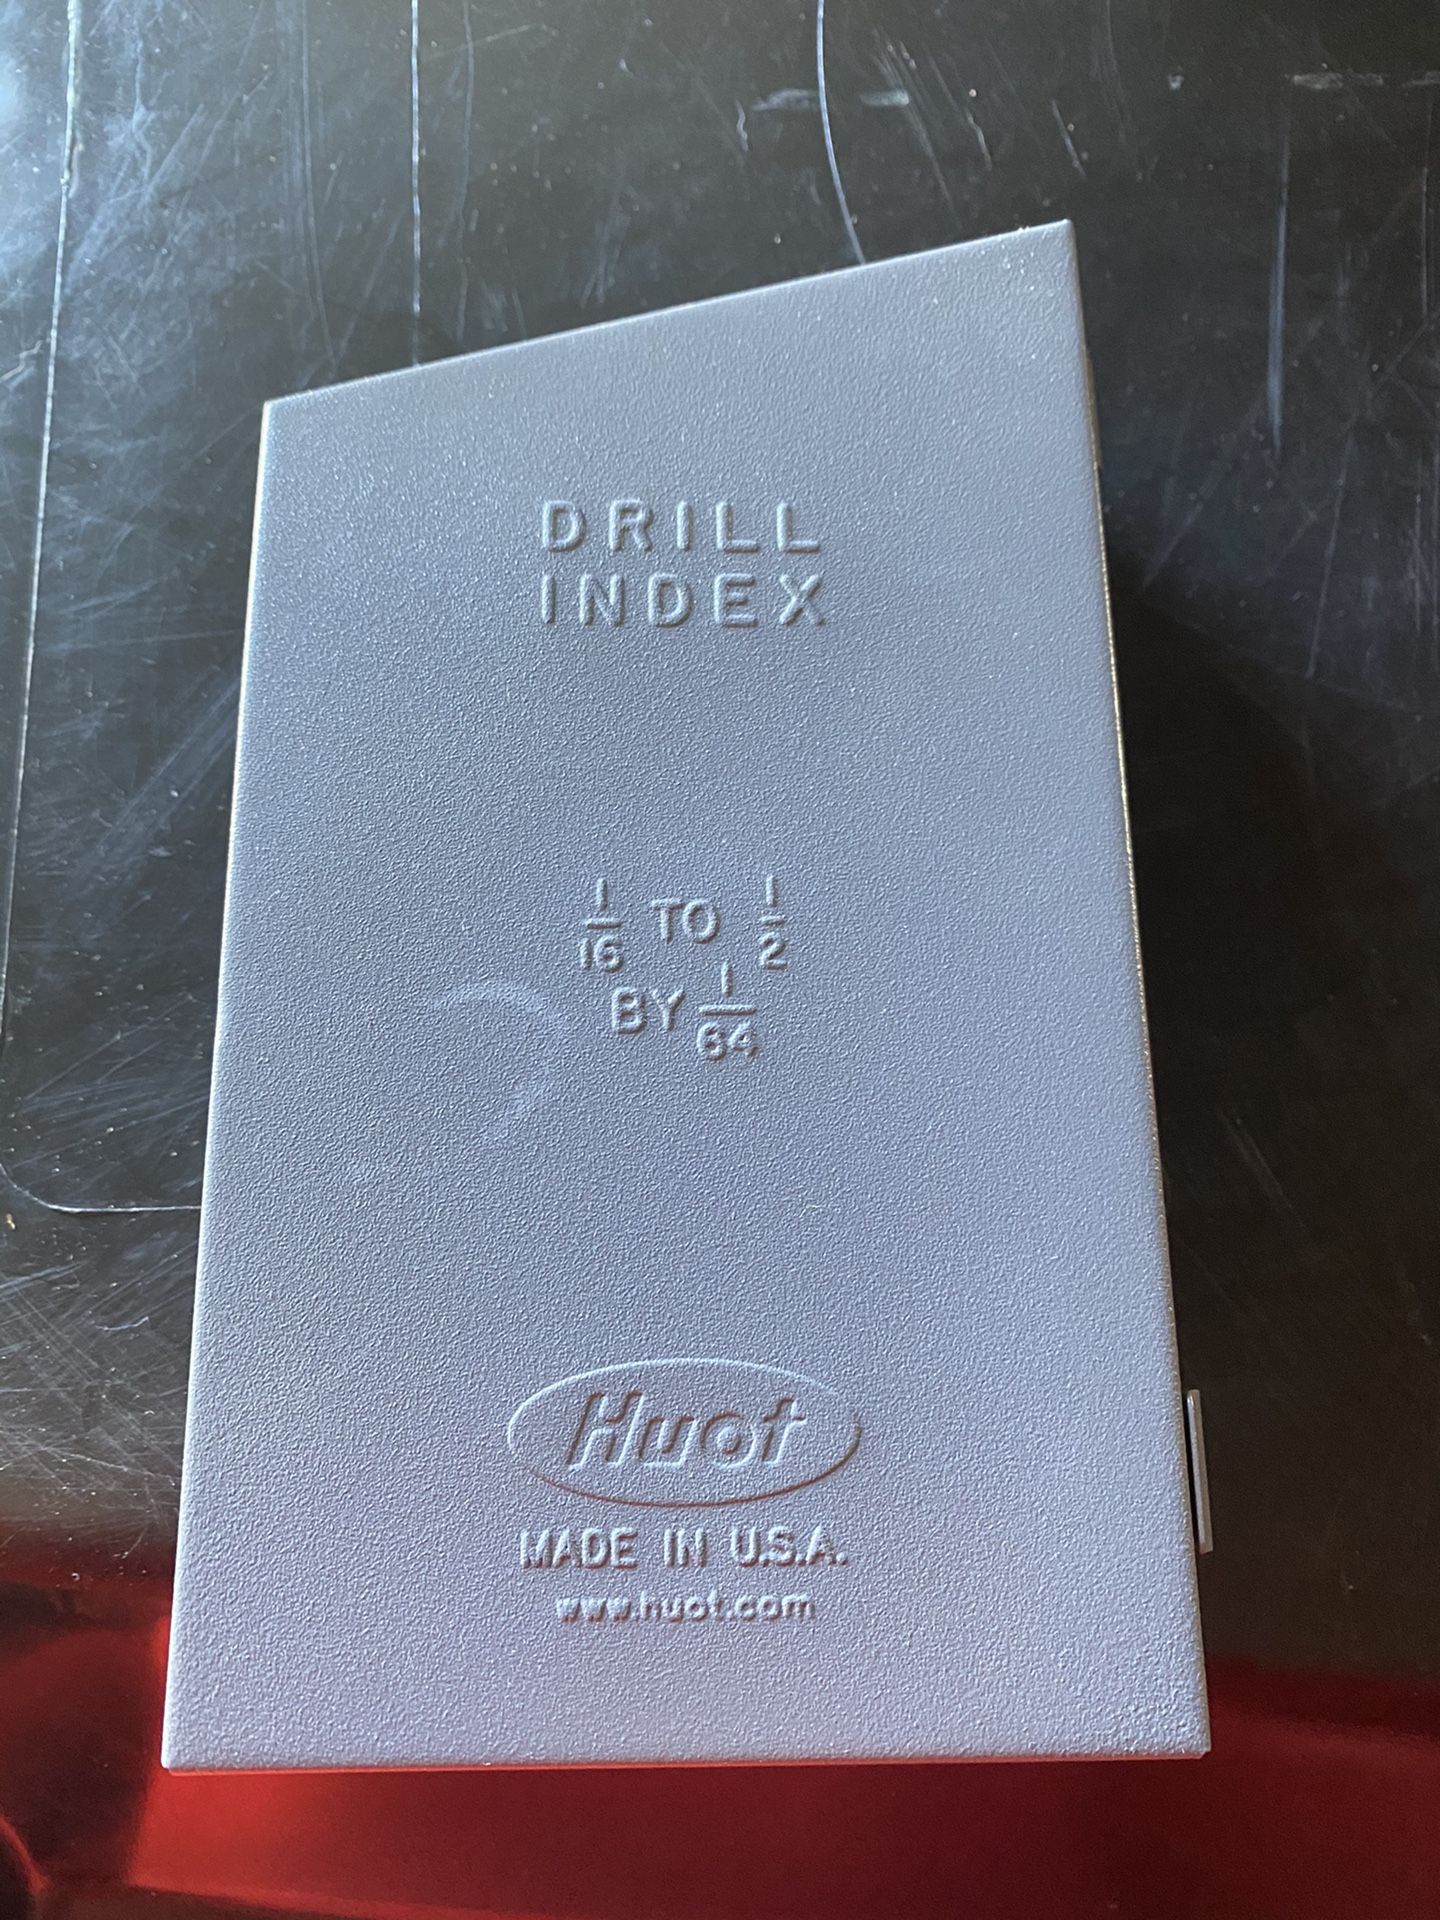 DRILL
INDEX
1/16 TO 1/2
BY 1/64
Huot
MADE IN U.S.A.
www.huot.com